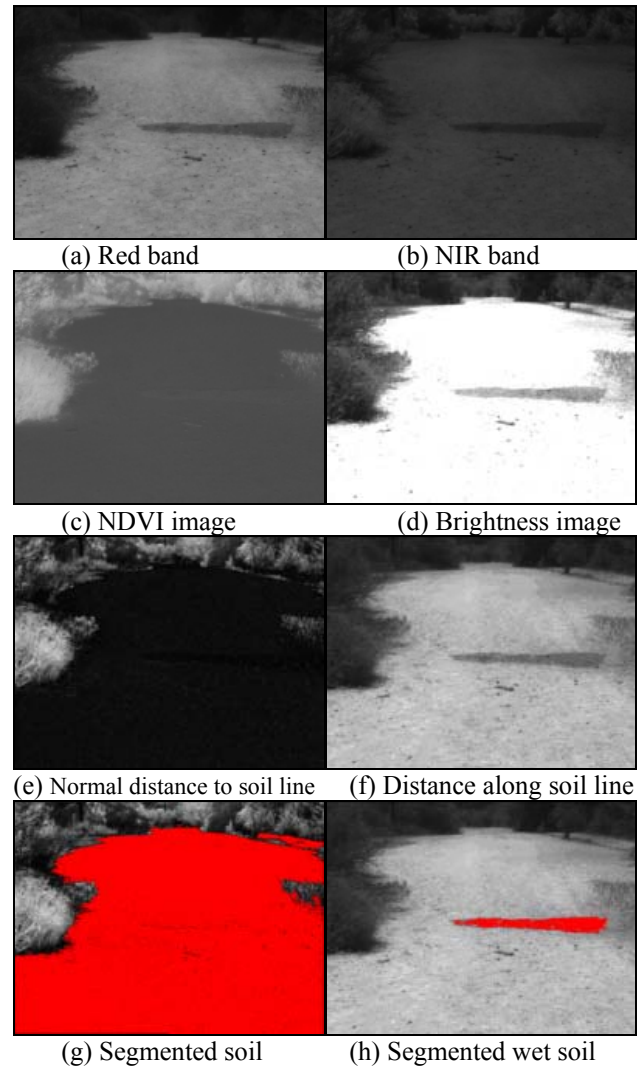 (a) Red band
(b) NIR band
(c) NDVI image
(d) Brightness image
(e) Normal distance to soil line
(f) Distance along soil line
(g) Segmented soil
(h) Segmented wet soil